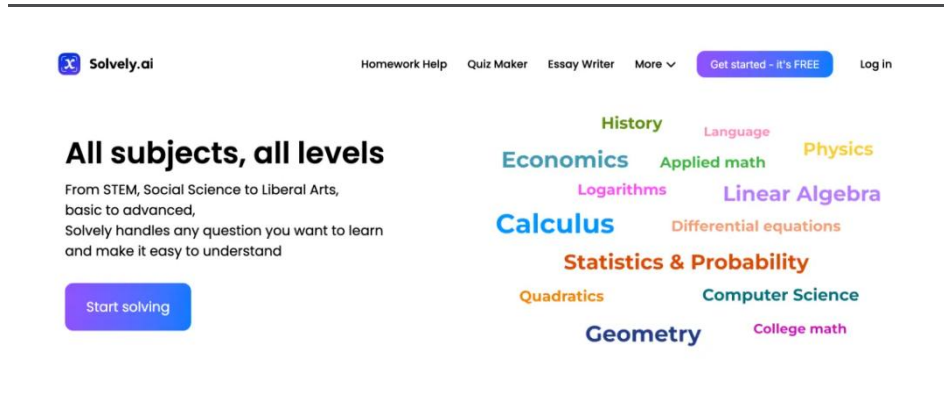 Solvely.ai
Homework Help Quiz Maker Essay Writer More Get started - it's FREE Log in
All subjects, all levels
From STEM, Social Science to Liberal Arts,
basic to advanced,
Solvely handles any question you want to learn
and make it easy to understand
Start solving
History
Language
Physics
Economics
Applied math
Logarithms
Linear Algebra
Calculus
Differential equations
Statistics & Probability
Quadratics
Computer Science
Geometry
College math